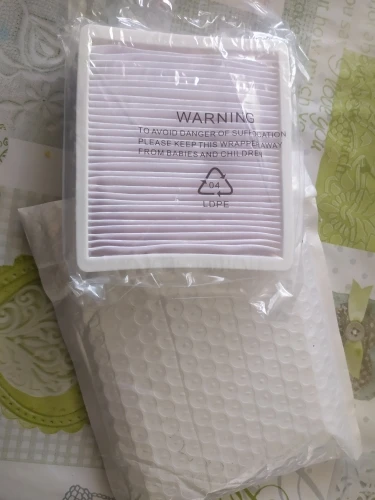 WARNING
TO AVOID DANGER OF SUFFOCATION
PLEASE KEEP THIS WRAPPER AWAY
FROM BABIES AND CHILDREN
04
LDPE